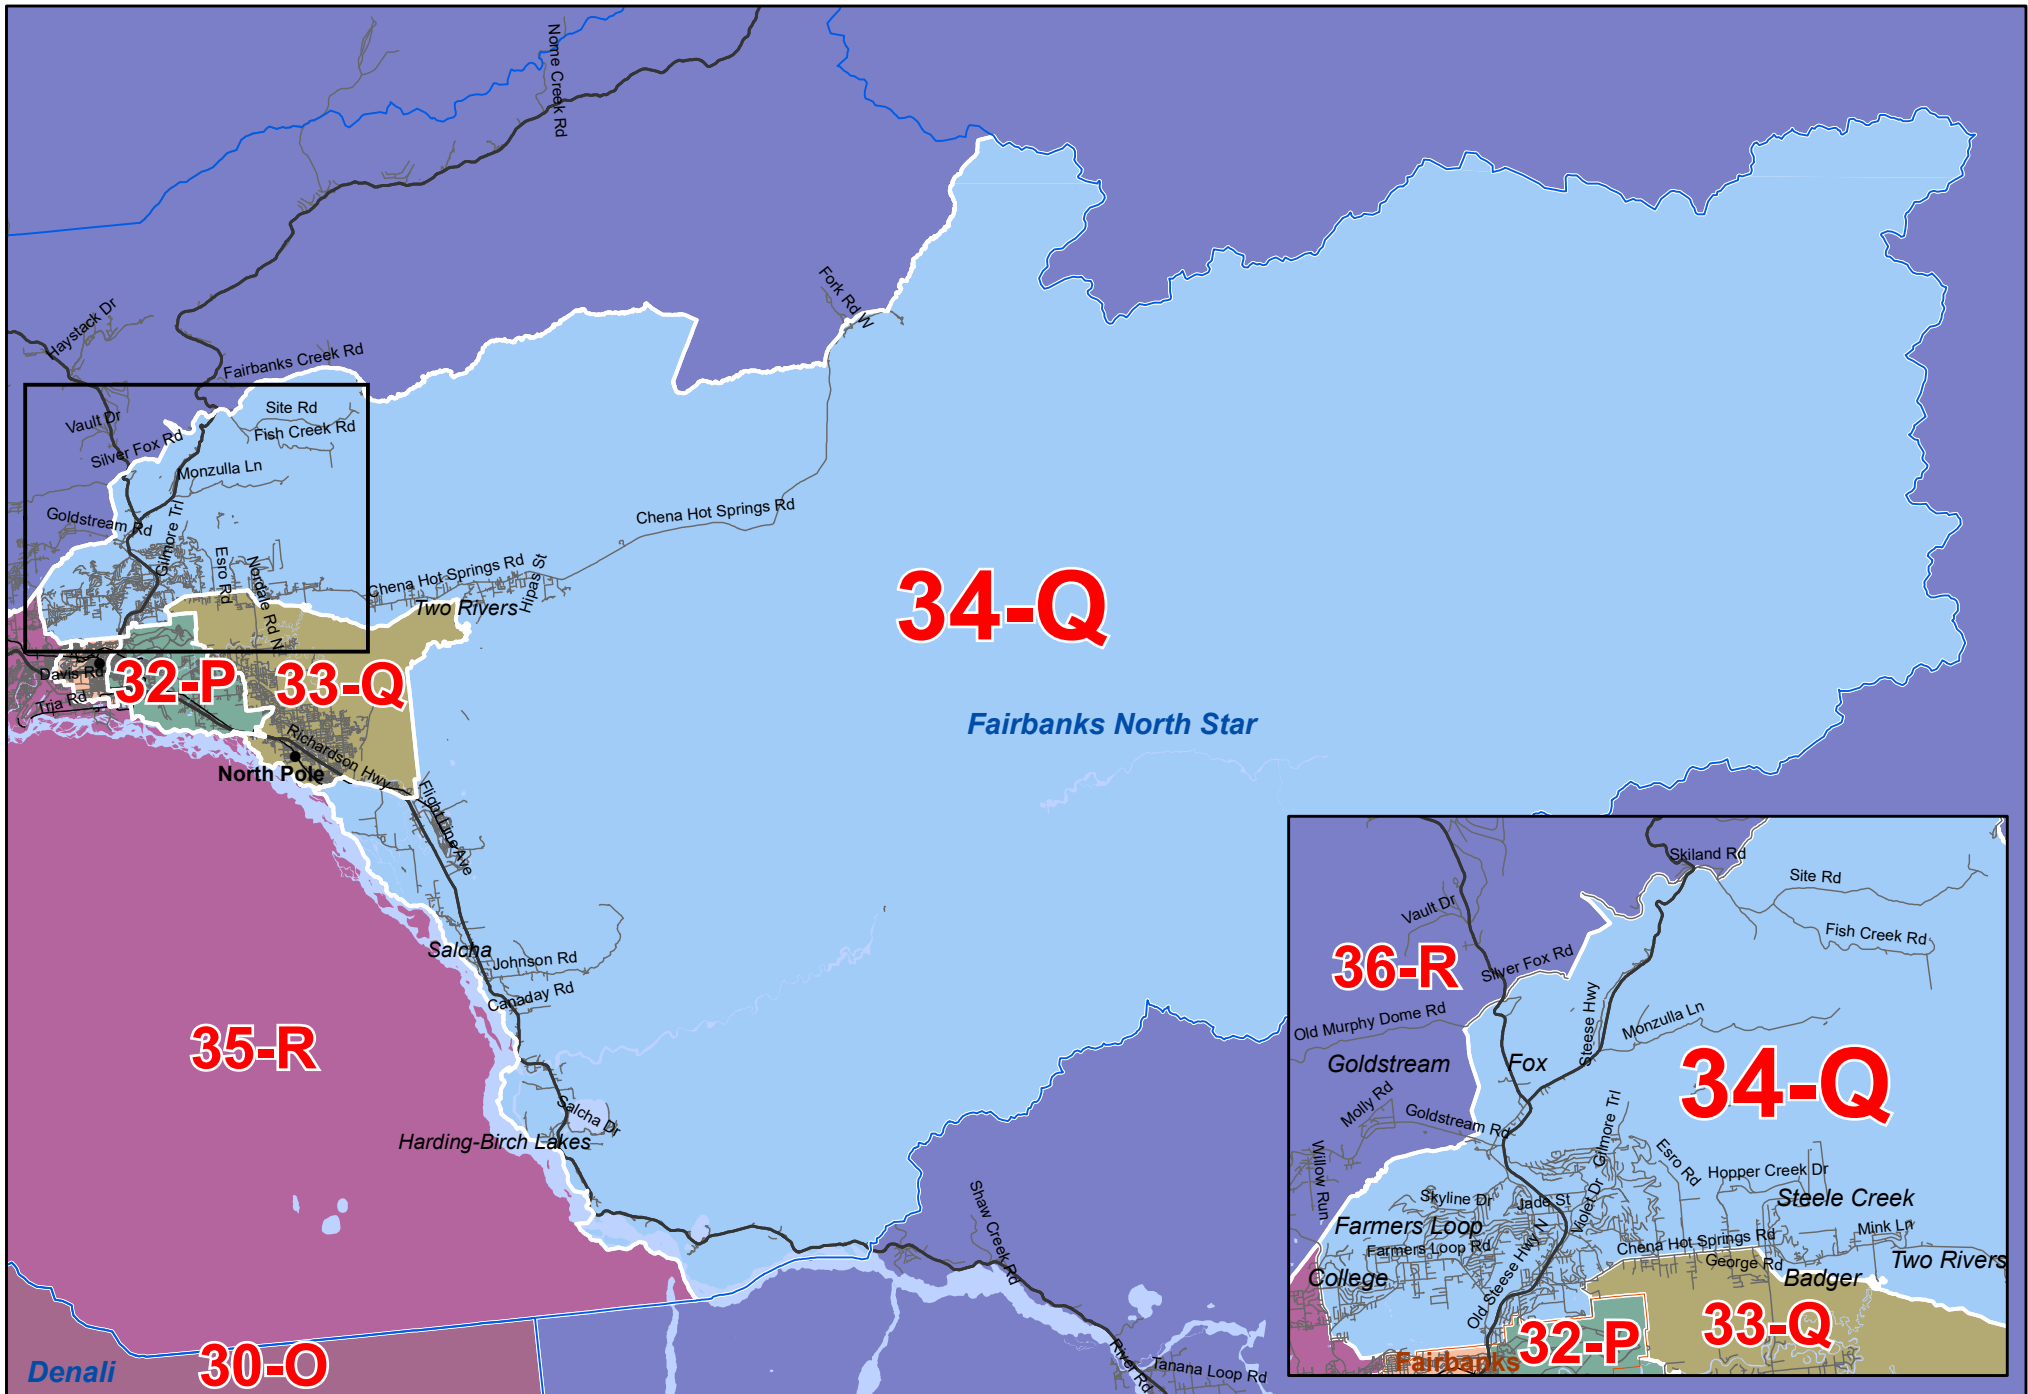 Nome Creek Rd
Haystack Dr
Fork Rd W
Fairbanks Creek Rd
Site Rd
Vault Dr
Fish Creek Rd
Silver Fox Rd
Monzulla Ln
Goldstream Rd
Gilmore Trl
Chena Hot Springs Rd
Esro Rd
Nordale Rd N
Chena Hot Springs Rd
Hipas St
Two Rivers
34-Q
Davis Rd
32-P
33-Q
Tria Rd
Fairbanks North Star
Richardson Hwy
North Pole
Flight Line Ave
Salcha
Johnson Rd
Canaday Rd
35-R
Salcha Dr
Harding-Birch Lakes
Shaw Creek Rd
30-O
Denali
River Rd
Tanana Loop Rd
Skiland Rd
Site Rd
Vault Dr
Fish Creek Rd
36-R
Silver Fox Rd
Steese Hwy
Old Murphy Dome Rd
Monzulla Ln
Goldstream
Fox
34-Q
Molly Rd
Goldstream Rd
Gilmore Trl
Willow Run
Esro Rd
Hopper Creek Dr
Skyline Dr
Jade St
Violet Dr
Steele Creek
Farmers Loop
Mink Ln
Farmers Loop Rd
Chena Hot Springs Rd
Old Steese Hwy N
George Rd
Two Rivers
College
Badger
33-Q
32-P
Fairbanks